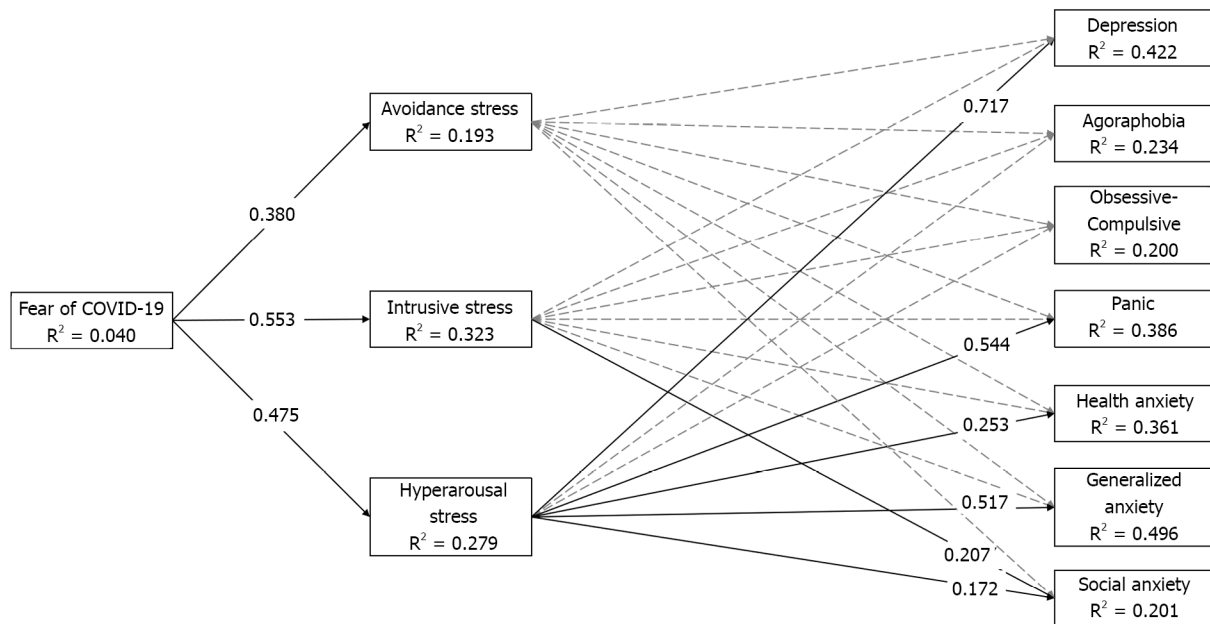 Depression
R² = 0.422
0.717
Avoidance stress
R² = 0.193
Agoraphobia
R² = 0.234
0.380
Obsessive-
Compulsive
R² = 0.200
Fear of COVID-19
R² = 0.040
0.553
Intrusive stress
R² = 0.323
Panic
R² = 0.386
0.544
0.475
0.253
Health anxiety
R² = 0.361
Hyperarousal
stress
R² = 0.279
0.517
Generalized
anxiety
R² = 0.496
0.207
0.172
Social anxiety
R² = 0.201